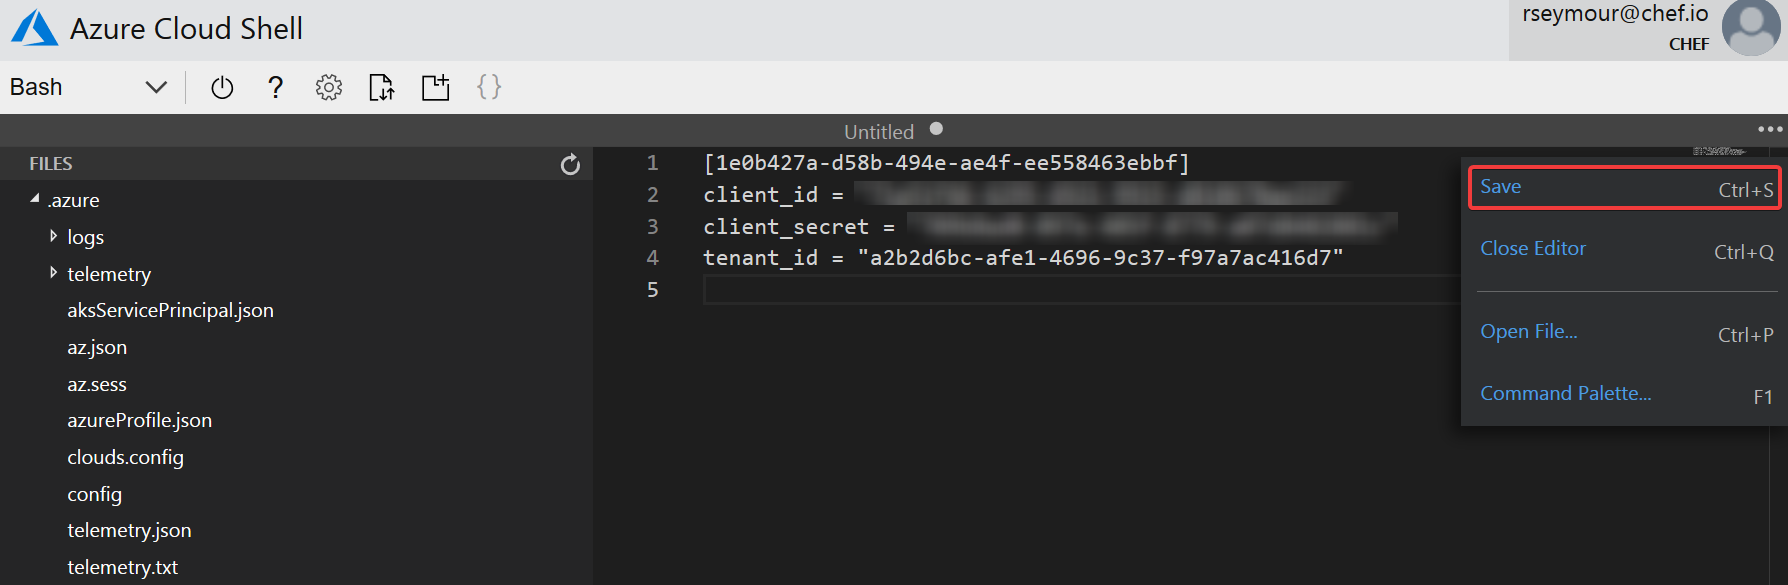 Azure Cloud Shell
rseymour@chef.io
CHEF
Bash
?
{}
Untitled
FILES
.azure
logs
telemetry
aksServicePrincipal.json
az.json
az.sess
azureProfile.json
clouds.config
config
telemetry.json
telemetry.txt
1 [1e0b427a-d58b-494e-ae4f-ee558463ebbf]
2 client_id =
3 client_secret =
4 tenant_id = "a2b2d6bc-afe1-4696-9c37-f97a7ac416d7"
5
Save Ctrl+S
Close Editor Ctrl+Q
Open File... Ctrl+P
Command Palette... F1